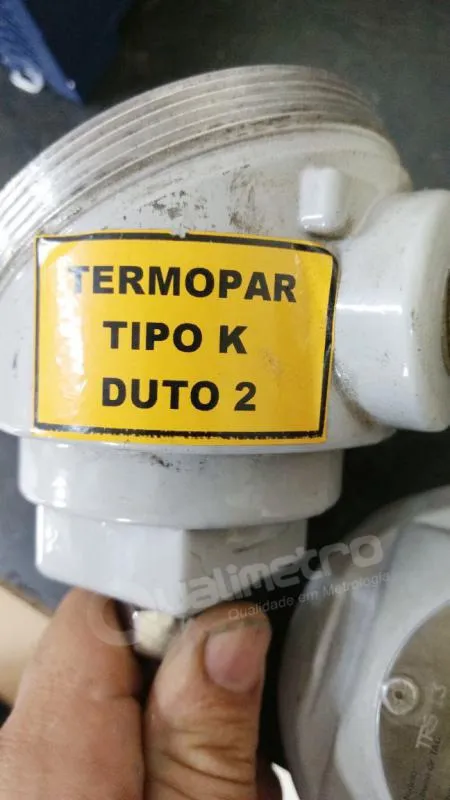 TERMOPAR
TIPO K
DUTO 2
Qualimetro
Qualidade em Metrologia